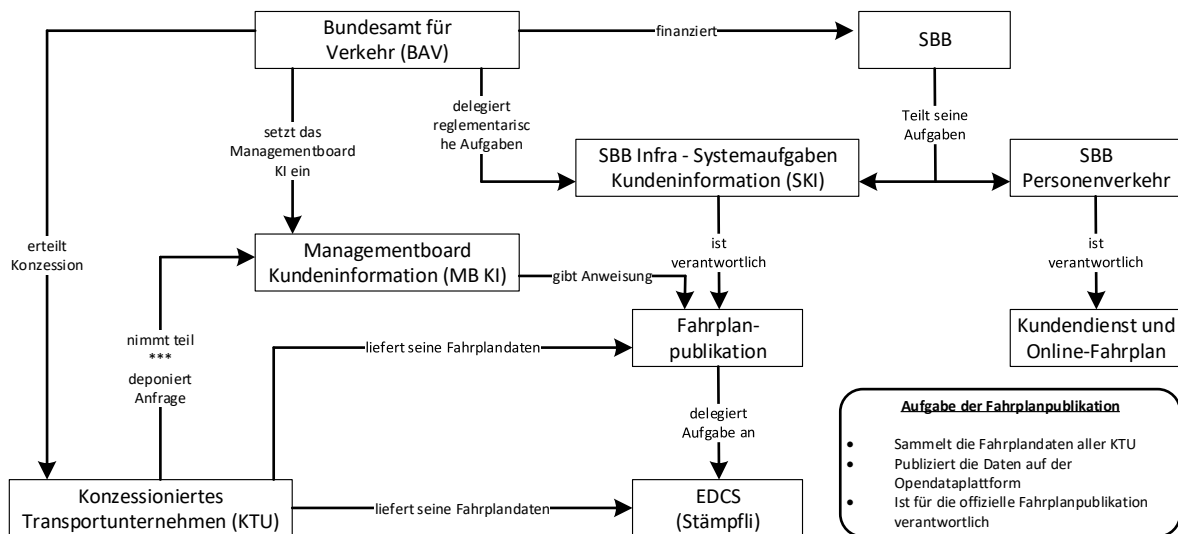 Bundesamt für
Verkehr (BAV)
finanziert
SBB
delegiert
reglementarisc
he Aufgaben
Teilt seine
Aufgaben
setzt das
Managementboard
KI ein
SBB Infra - Systemaufgaben
Kundeninformation (SKI)
SBB
Personenverkehr
erteilt
Konzession
Managementboard
Kundeninformation (MB KI)
ist
verantwortlich
ist
verantwortlich
gibt Anweisung
Fahrplan-
publikation
Kundendienst und
Online-Fahrplan
nimmt teil
***
deponiert
Anfrage
liefert seine Fahrplandaten
delegiert
Aufgabe an
Aufgabe der Fahrplanpublikation
• Sammelt die Fahrplandaten aller KTU
• Publiziert die Daten auf der
Opendataplattform
• Ist für die offizielle Fahrplanpublikation
verantwortlich
Konzessioniertes
Transportunternehmen (KTU)
liefert seine Fahrplandaten
EDCS
(Stämpfli)